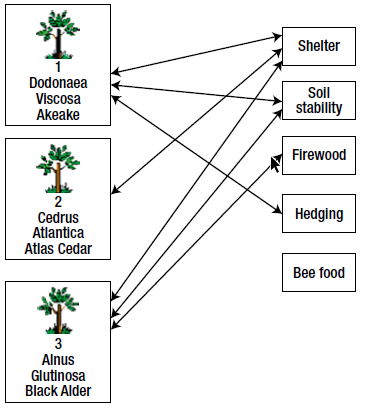 1
Dodonaea
Viscosa
Akeake
2
Cedrus
Atlantica
Atlas Cedar
3
Alnus
Glutinosa
Black Alder
Shelter
Soil
stability
Firewood
Hedging
Bee food